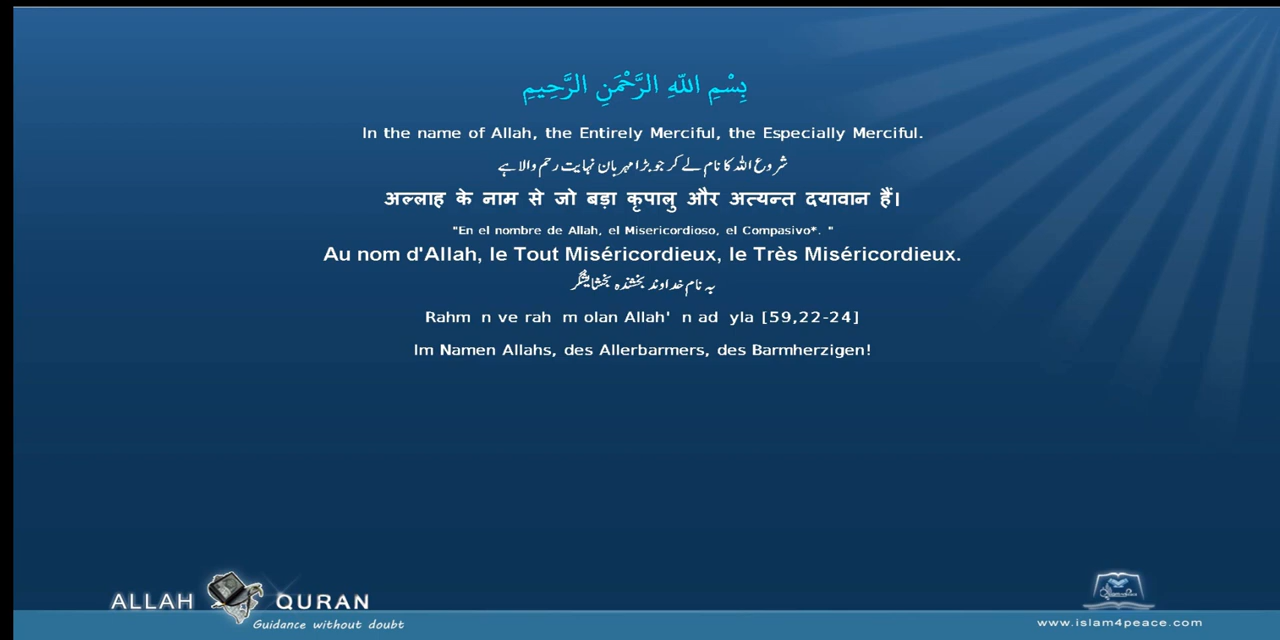 بِسْمِ اللَّهِ الرَّحْمَنِ الرَّحِيمِ
In the name of Allah, the Entirely Merciful, the Especially Merciful.
شروع اللہ کا نام لے کر جو بڑا مہربان نہایت رحم والا ہے
अल्लाह के नाम से जो बड़ा कृपालु और अत्यन्त दयावान हैं।
"En el nombre de Allah, el Misericordioso, el Compasivo*. "
Au nom d'Allah, le Tout Miséricordieux, le Très Miséricordieux.
به نام خداوند بخشنده بخشایشگر
Rahm n ve rah m olan Allah' n ad yla [59,22-24]
Im Namen Allahs, des Allerbarmers, des Barmherzigen!
ALLAH QURAN
Guidance without doubt
www.islam4peace.com